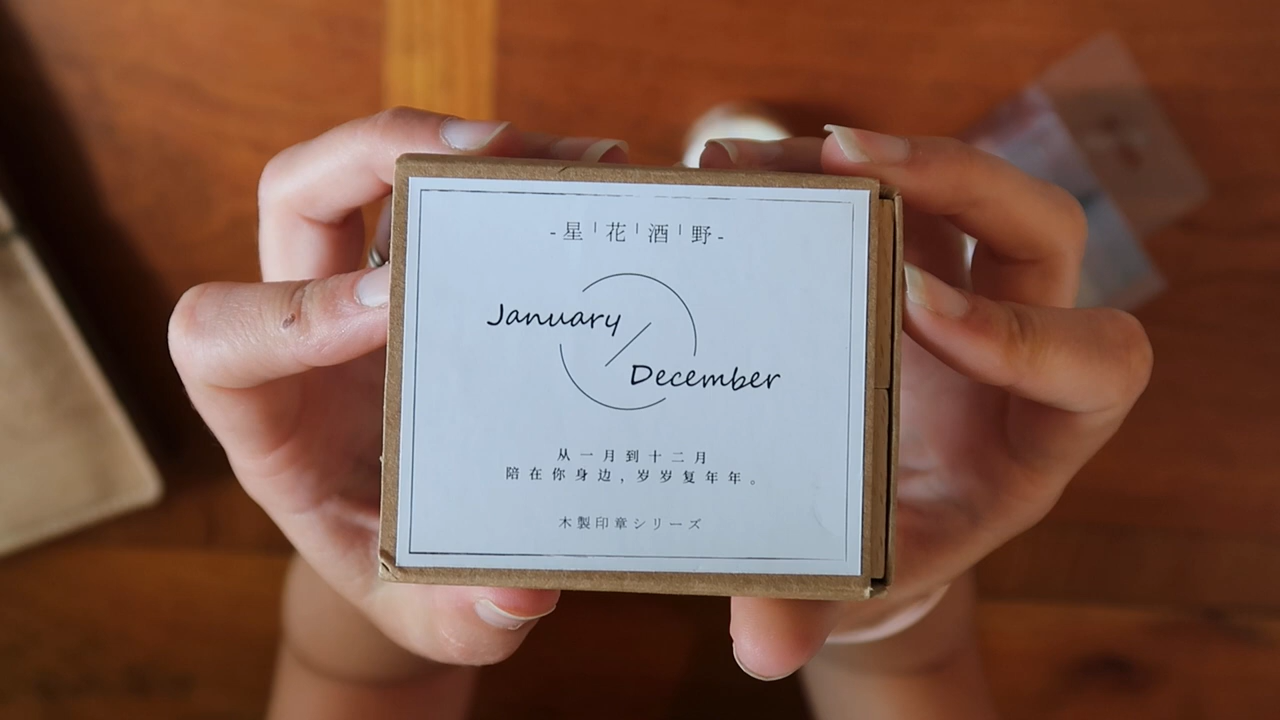 -星|花|酒|野-
January
December
从一月到十二月
陪在你身边,岁岁复年年。
木製印章シリーズ